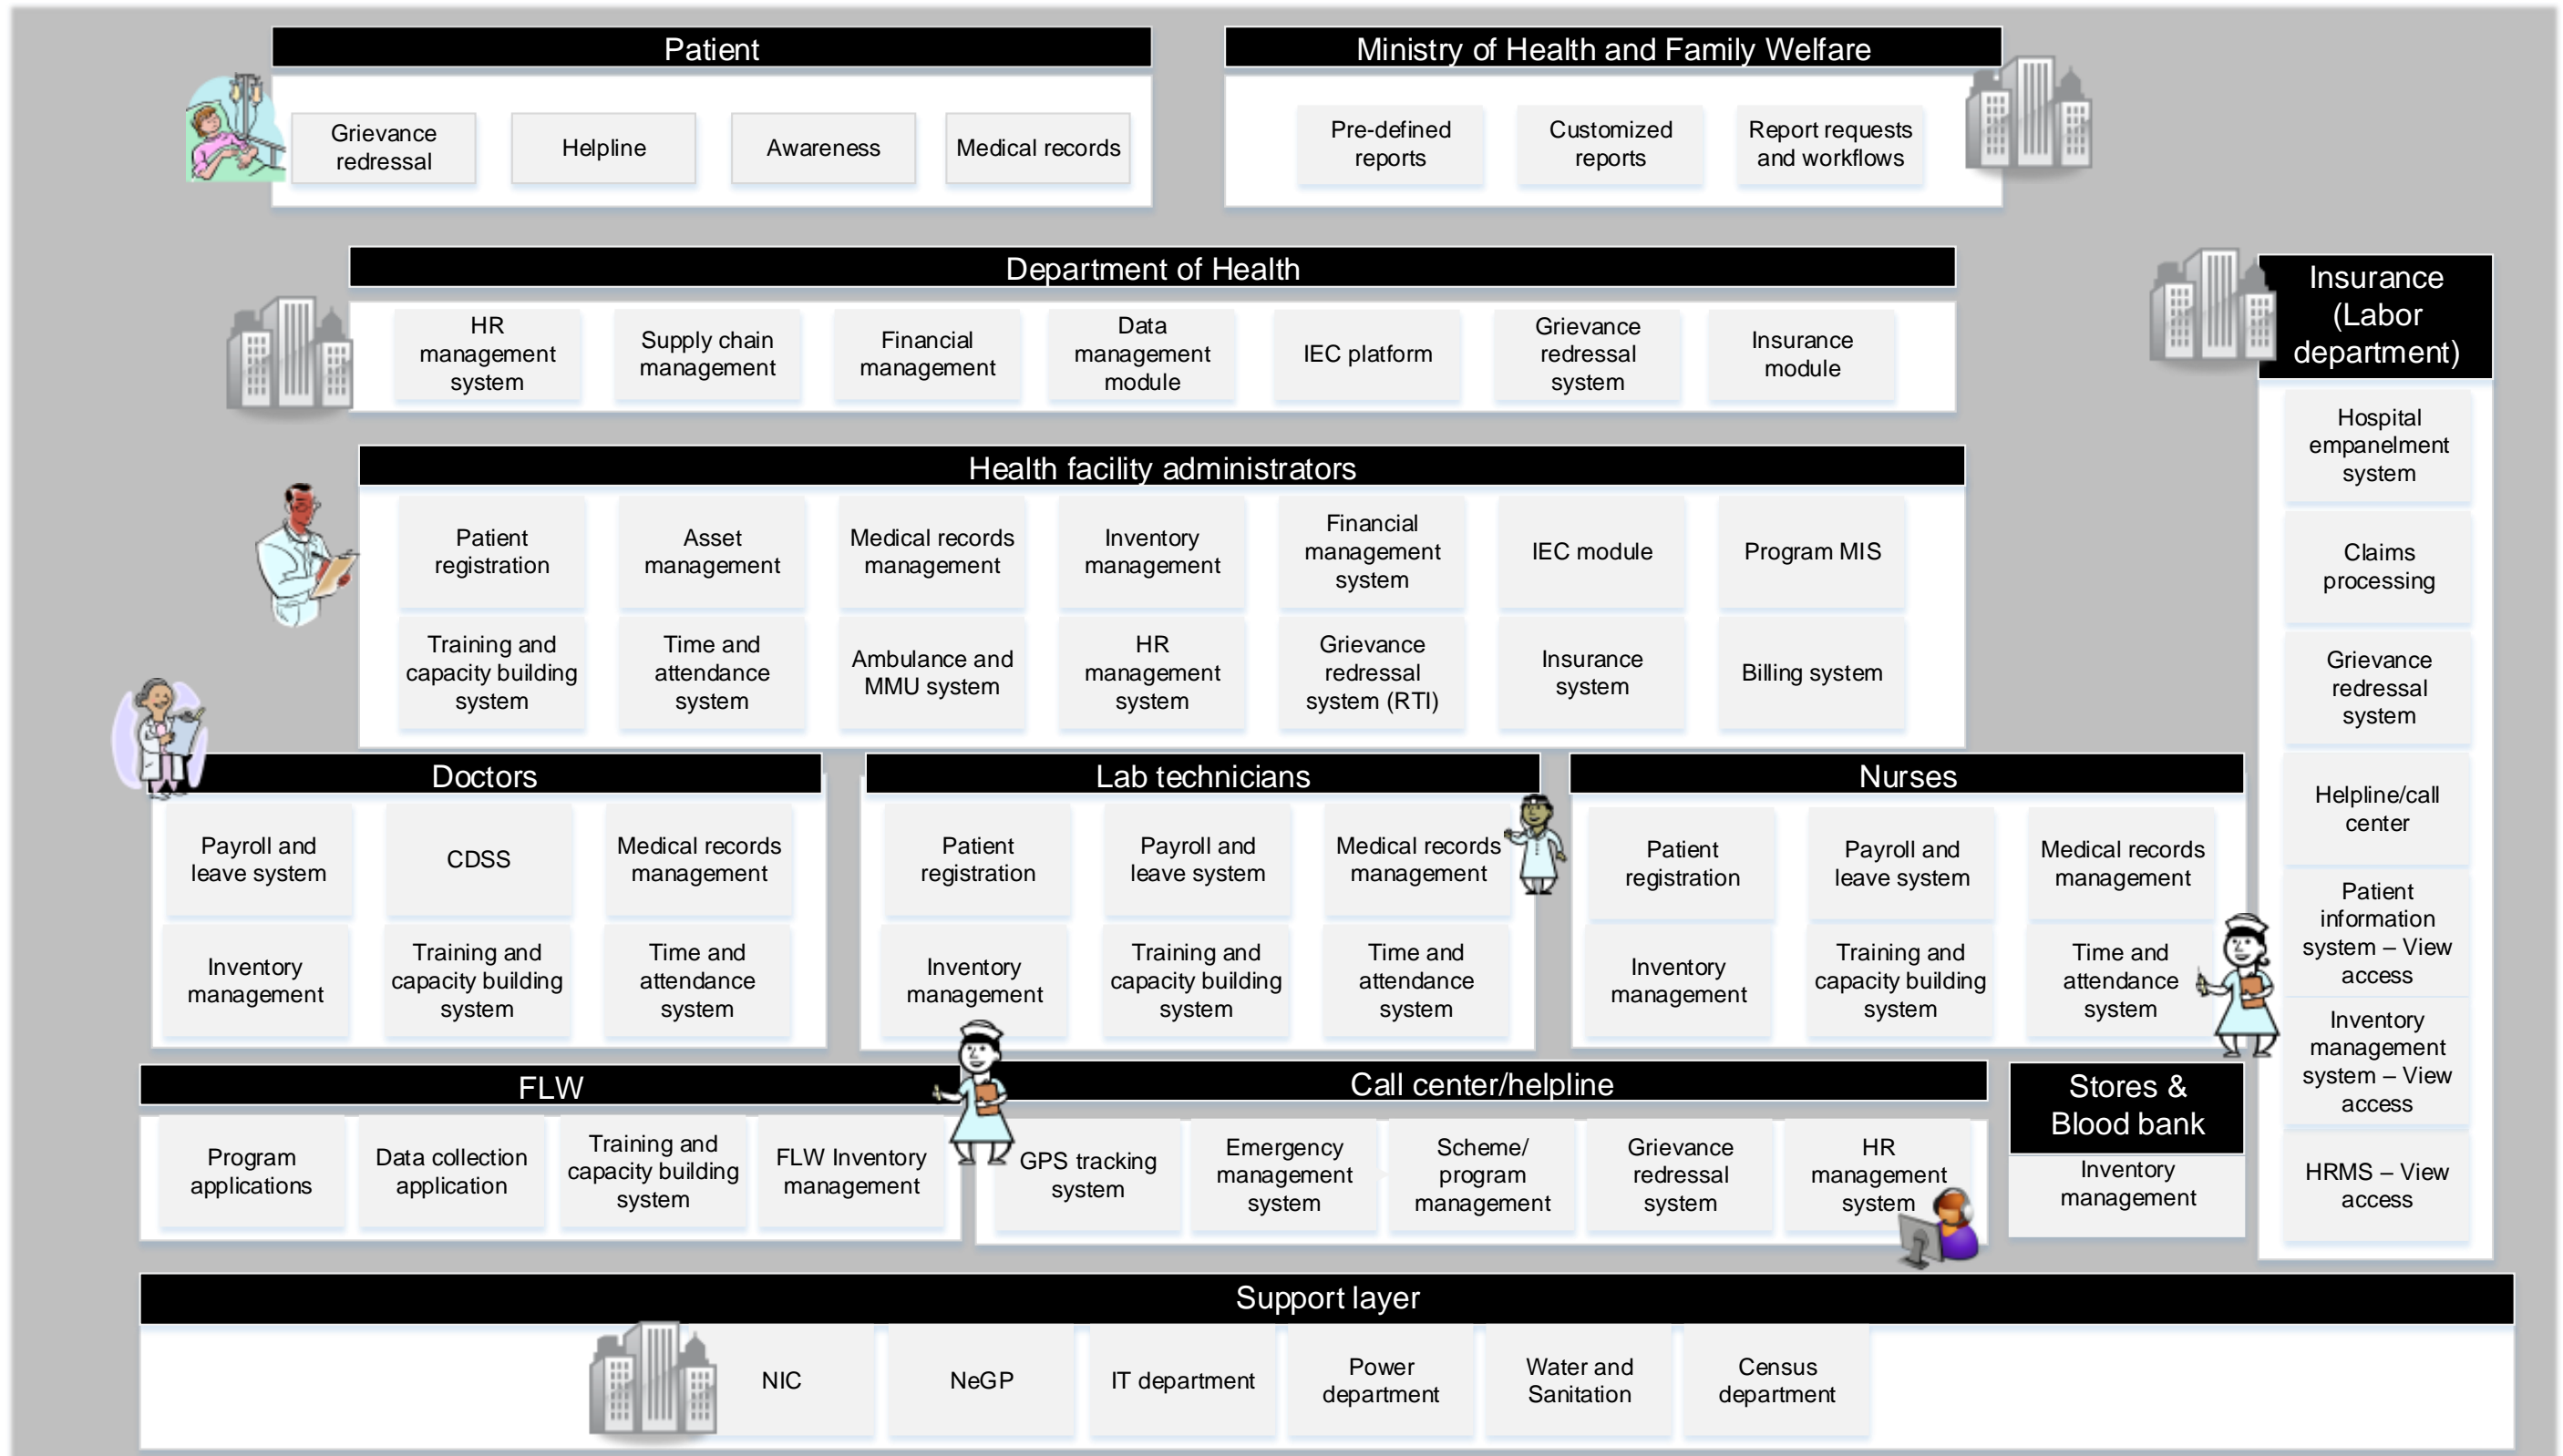 Patient
Grievance
redressal
Helpline
Awareness
Medical records
Ministry of Health and Family Welfare
Pre-defined
reports
Customized
reports
Report requests
and workflows
Department of Health
HR
management
system
Supply chain
management
Financial
management
Data
management
module
IEC platform
Grievance
redressal
system
Insurance
module
Health facility administrators
Patient
registration
Asset
management
Medical records
management
Inventory
management
Financial
management
system
IEC module
Program MIS
Training and
capacity building
system
Time and
attendance
system
Ambulance and
MMU system
HR
management
system
Grievance
redressal
system (RTI)
Insurance
system
Billing system
Doctors
Payroll and
leave system
CDSS
Medical records
management
Inventory
management
Training and
capacity building
system
Time and
attendance
system
Lab technicians
Patient
registration
Payroll and
leave system
Medical records
management
Inventory
management
Training and
capacity building
system
Time and
attendance
system
Nurses
Patient
registration
Payroll and
leave system
Medical records
management
Inventory
management
Training and
capacity building
system
Time and
attendance
system
FLW
Program
applications
Data collection
application
Training and
capacity building
system
FLW Inventory
management
Call center/helpline
GPS tracking
system
Emergency
management
system
Scheme/
program
management
Grievance
redressal
system
HR
management
system
Stores &
Blood bank
Inventory
management
Insurance
(Labor
department)
Hospital
empanelment
system
Claims
processing
Grievance
redressal
system
Helpline/call
center
Patient
information
system – View
access
Inventory
management
system – View
access
HRMS – View
access
Support layer
NIC
NeGP
IT department
Power
department
Water and
Sanitation
Census
department